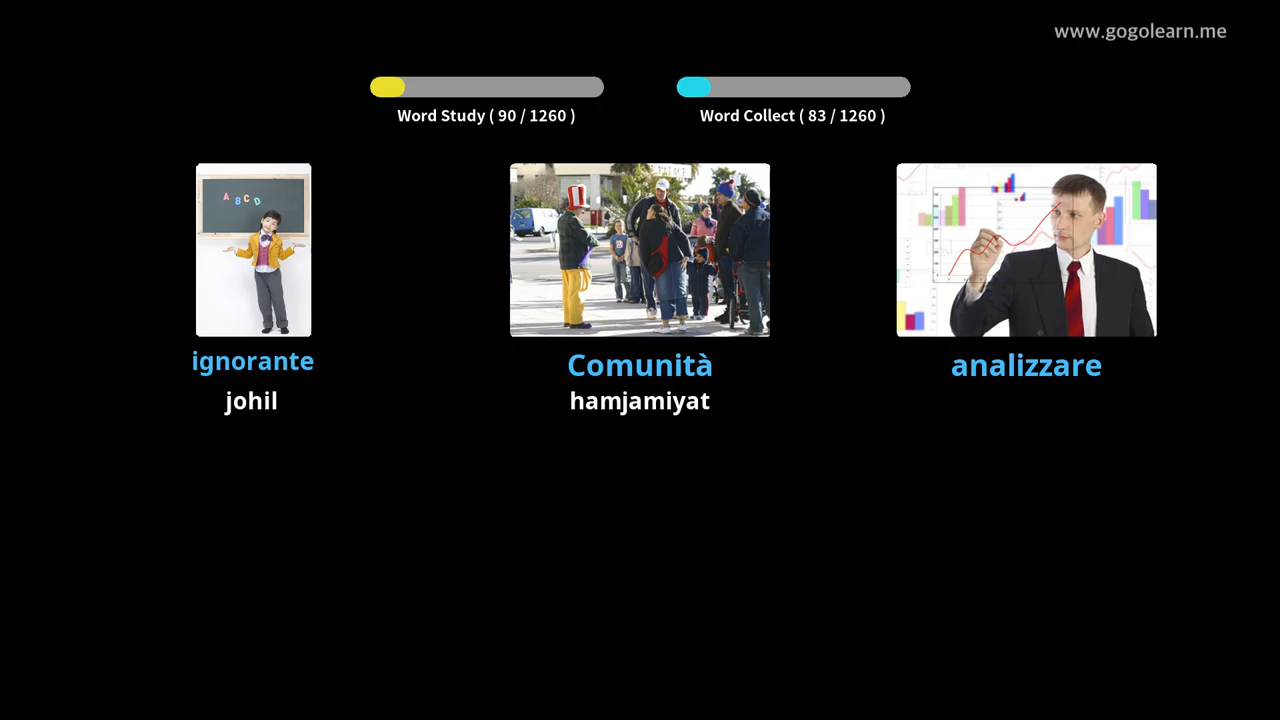 www.gogolearn.me
Word Study ( 90 / 1260 )
Word Collect ( 83 / 1260 )
A B C D
ignorante
Comunità
analizzare
johil
hamjamiyat